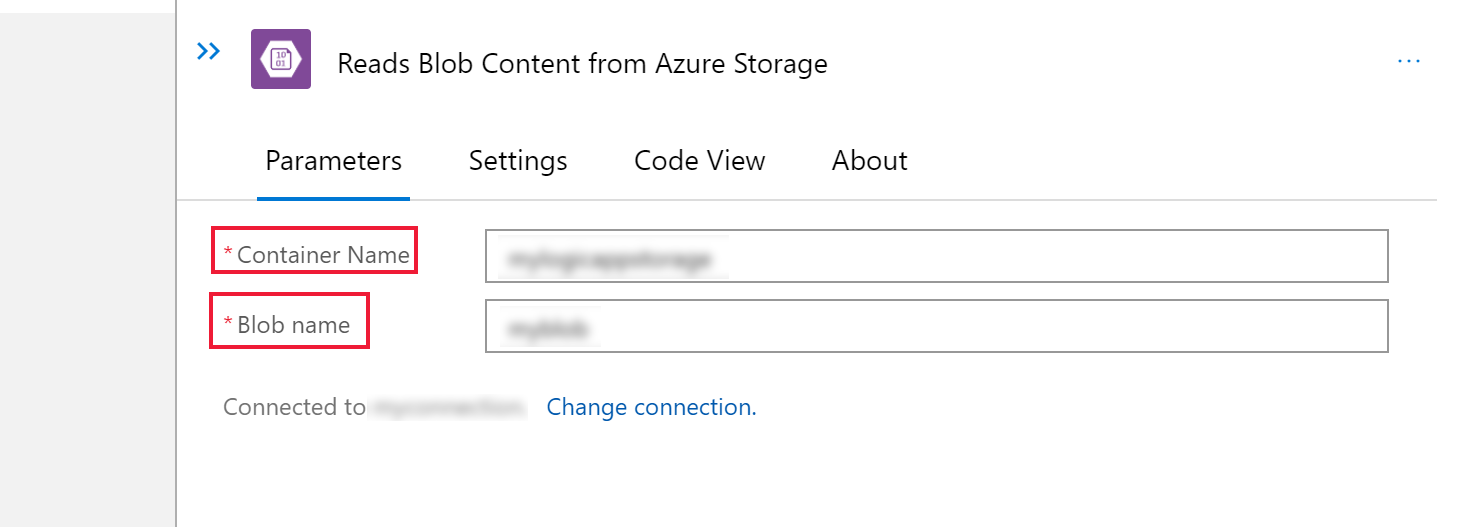 Reads Blob Content from Azure Storage
...
Parameters Settings Code View About
* Container Name
* Blob name
Connected to Change connection.